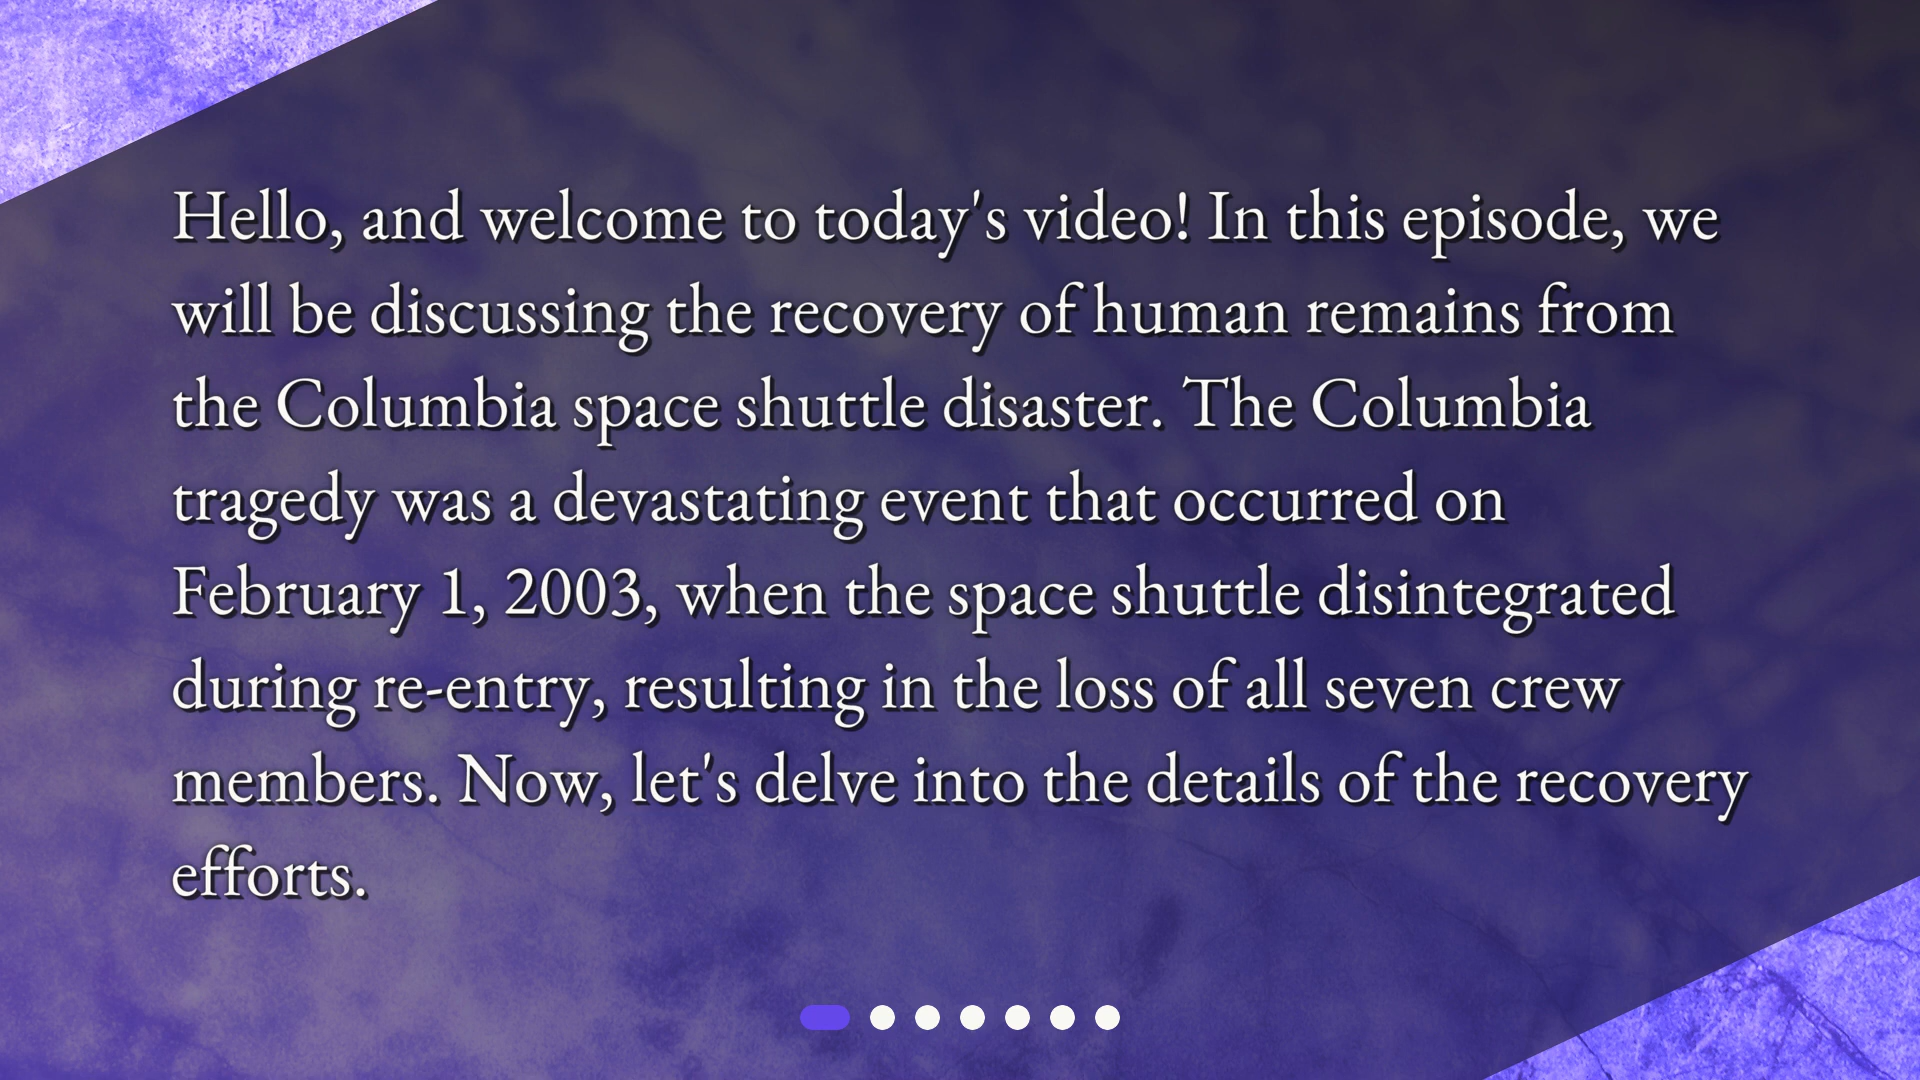 Hello, and welcome to today's video! In this episode, we
will be discussing the recovery of human remains from
the Columbia space shuttle disaster. The Columbia
tragedy was a devastating event that occurred on
February 1, 2003, when the space shuttle disintegrated
during re-entry, resulting in the loss of all seven crew
members. Now, let's delve into the details of the recovery
efforts.